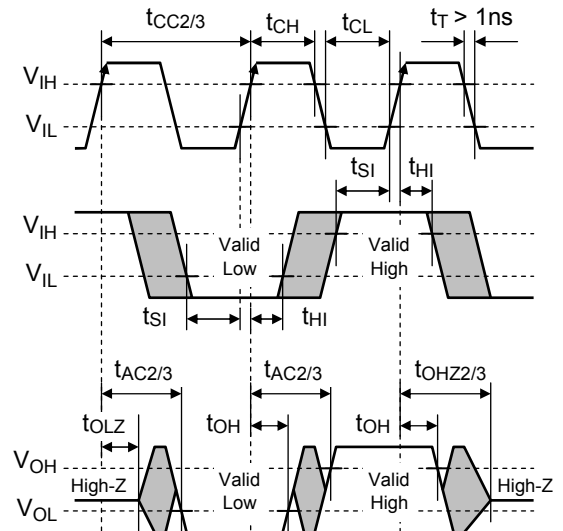 tCC2/3 tCH tCL tT > 1ns
VIH
VIL
tSI tHI
VIH
VIL
Valid Low
Valid High
tSI tHI
tAC2/3 tAC2/3 tOHZ2/3
tOLZ tOH tOH
VOH
High-Z
Valid Low
Valid High
High-Z
VOL